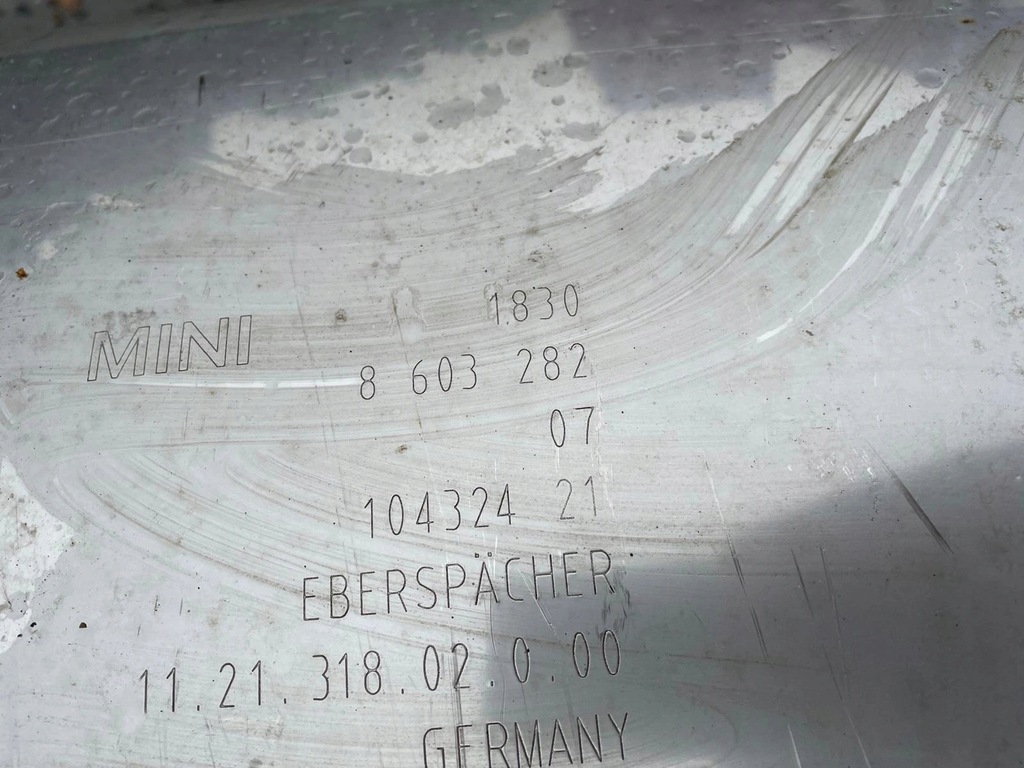 1830
MINI
8 603 282
07
104324 21
EBERSPÄCHER
11.21.318.02.0.00
GERMANY